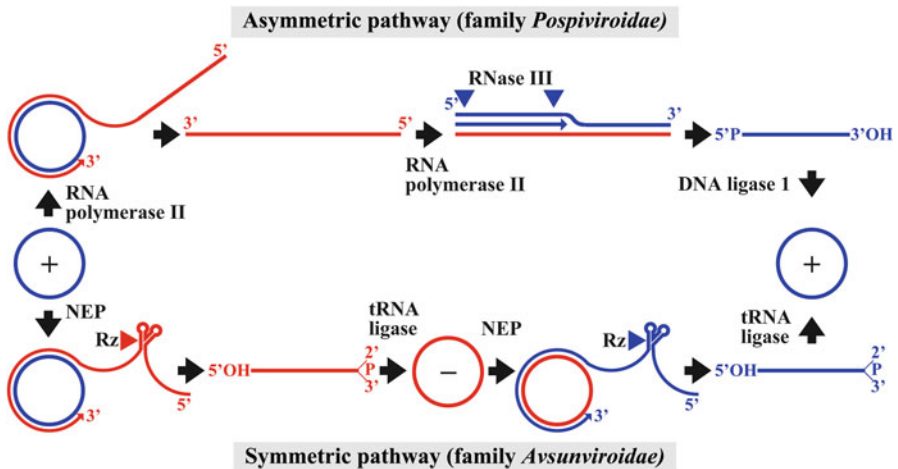 Asymmetric pathway (family Pospiviroidae)
5’
3’
3’
5’
RNase III
5’
3’
5’P
3’OH
RNA
polymerase II
RNA
polymerase II
DNA ligase 1
+
+
NEP
Rz
3’
5’
5’OH
2’
P
3’
tRNA
ligase
–
NEP
Rz
3’
5’
5’OH
2’
P
3’
tRNA
ligase
Symmetric pathway (family Avsunviroidae)